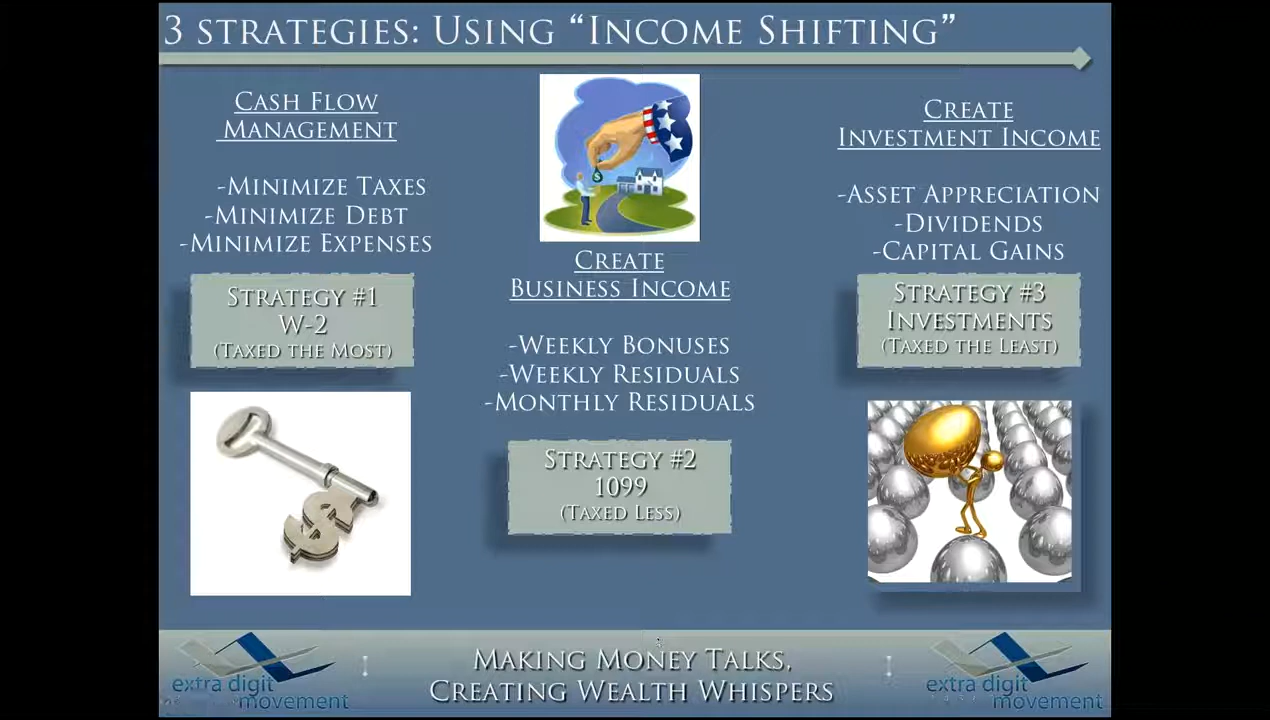 3 STRATEGIES: USING “INCOME SHIFTING”
CASH FLOW
MANAGEMENT
-MINIMIZE TAXES
-MINIMIZE DEBT
-MINIMIZE EXPENSES
STRATEGY #1
W-2
(TAXED THE MOST)
$
CREATE
BUSINESS INCOME
-WEEKLY BONUSES
-WEEKLY RESIDUALS
-MONTHLY RESIDUALS
STRATEGY #2
1099
(TAXED LESS)
CREATE
INVESTMENT INCOME
-ASSET APPRECIATION
-DIVIDENDS
-CAPITAL GAINS
STRATEGY #3
INVESTMENTS
(TAXED THE LEAST)
extra digit
movement
MAKING MONEY TALKS,
CREATING WEALTH WHISPERS
extra digit
movement